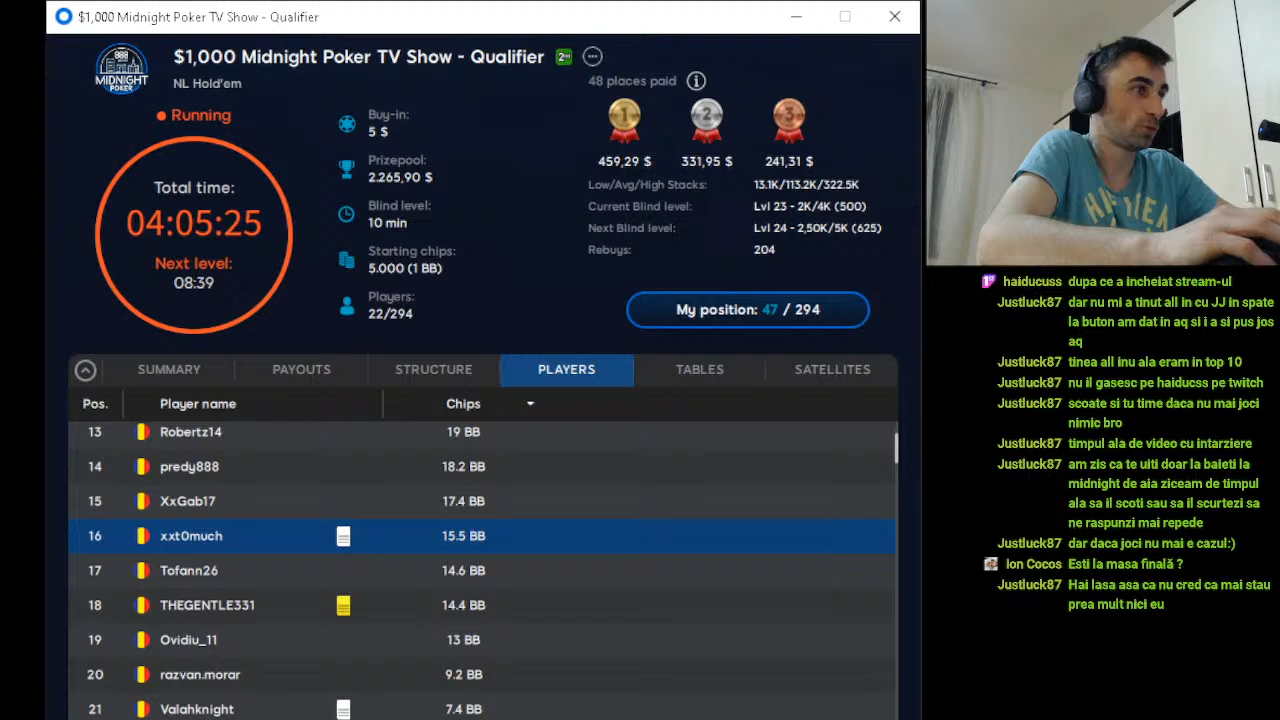 $1,000 Midnight Poker TV Show - Qualifier
888
MIDNIGHT
POKER
$1,000 Midnight Poker TV Show - Qualifier 2nd
NL Hold'em
48 places paid
Running
Total time:
04:05:25
Next level:
08:39
Buy-in:
5 $
Prizepool:
2.265,90 $
Blind level:
10 min
Starting chips:
5.000 (1 BB)
Players:
22/294
1 2 3
459,29 $ 331,95 $ 241,31 $
Low/Avg/High Stacks: 13.1K/113.2K/322.5K
Current Blind level: Lvl 23 - 2K/4K (500)
Next Blind level: Lvl 24 - 2,50K/5K (625)
Rebuys: 204
My position: 47 / 294
SUMMARY PAYOUTS STRUCTURE PLAYERS TABLES SATELLITES
Pos. Player name Chips
13 Robertz14 19 BB
14 predy888 18.2 BB
15 XxGab17 17.4 BB
16 xxt0much 15.5 BB
17 Tofann26 14.6 BB
18 THEGENTLE331 14.4 BB
19 Ovidiu_11 13 BB
20 razvan.morar 9.2 BB
21 Valahknight 7.4 BB
haiducuss dupa ce a incheiat stream-ul
Justluck87 dar nu mi a tinut all in cu JJ in spate
la buton am dat in aq si i a si pus jos
aq
Justluck87 tinea all inu ala eram in top 10
Justluck87 nu il gasesc pe haiducss pe twitch
Justluck87 scoate si tu time daca nu mai joci
nimic bro
Justluck87 timpul ala de video cu intarziere
Justluck87 am zis ca te uiti doar la baieti la
midnight de aia ziceam de timpul
ala sa il scoti sau sa il scurtezi sa
ne raspunzi mai repede
Justluck87 dar daca joci nu mai e cazul:)
Ion Cocos Esti la masa finală ?
Justluck87 Hai lasa asa ca nu cred ca mai stau
prea mult nici eu